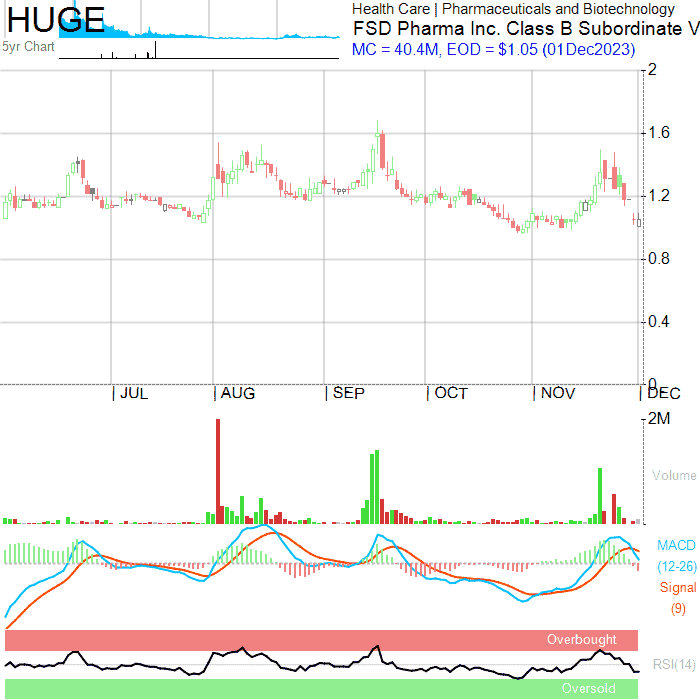 HUGE
5yr Chart
Health Care | Pharmaceuticals and Biotechnology
FSD Pharma Inc. Class B Subordinate V
MC = 40.4M, EOD = $1.05 (01Dec2023)
2
1.6
1.2
0.8
0.4
0
JUL AUG SEP OCT NOV DEC
2M
Volume
MACD
(12-26)
Signal
(9)
Overbought
RSI(14)
Oversold